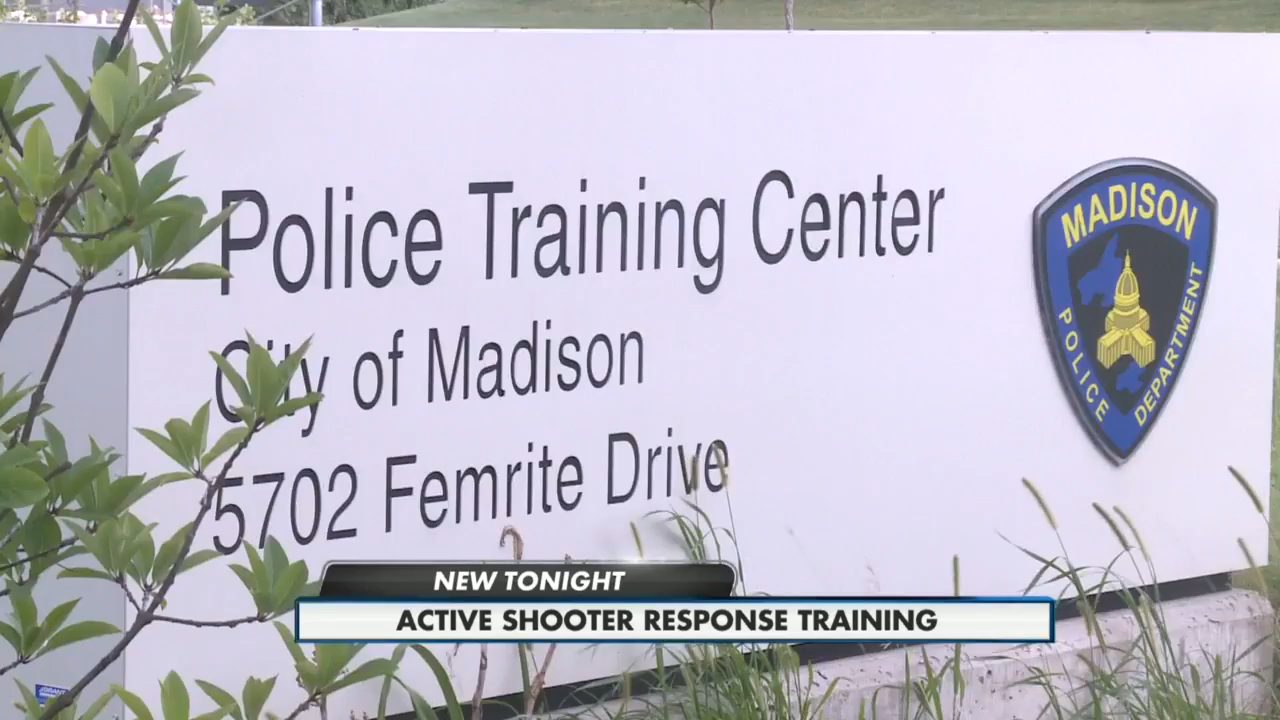 Police Training Center
City of Madison
5702 Femrite Drive
MADISON
POLICE
DEPARTMENT
NEW TONIGHT
ACTIVE SHOOTER RESPONSE TRAINING